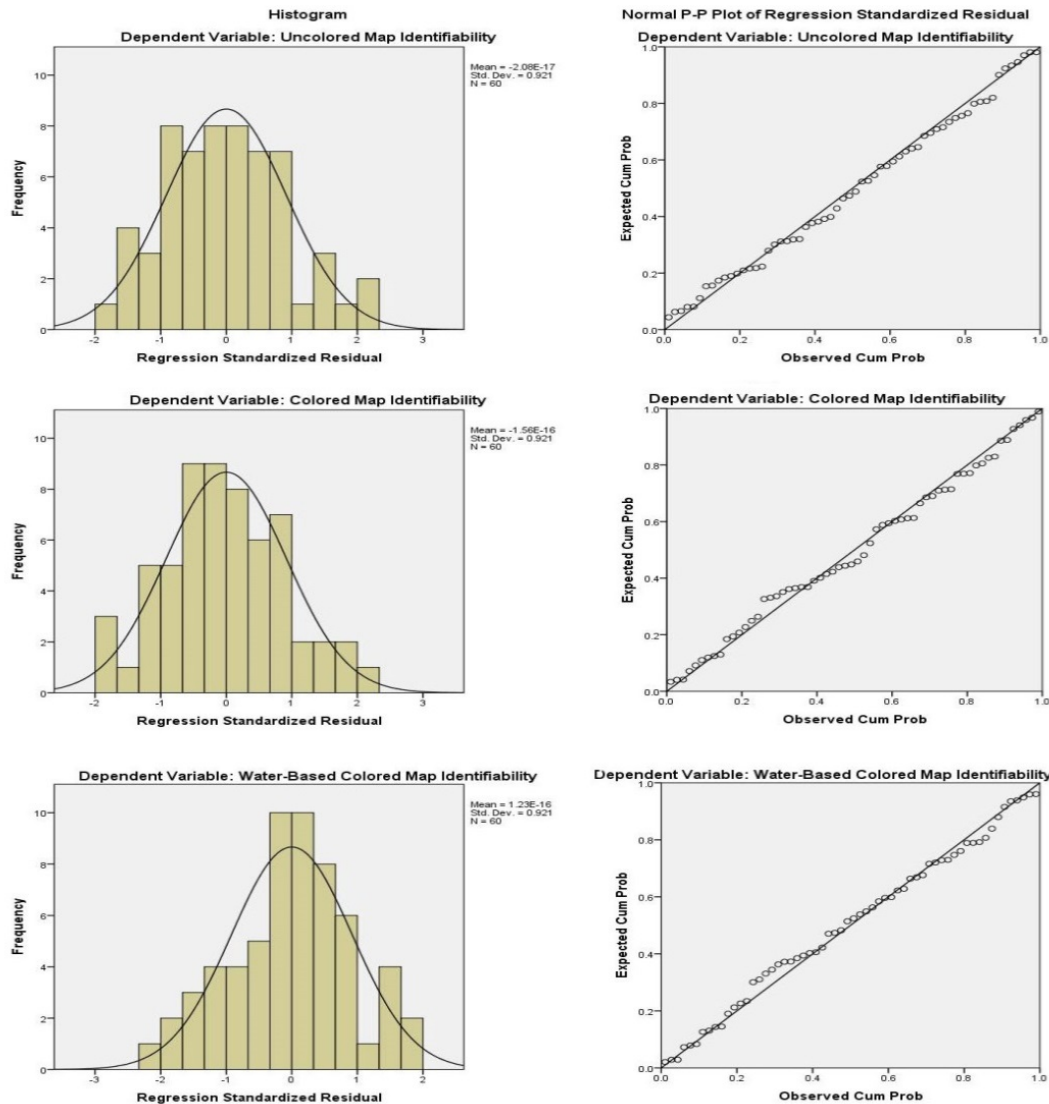 Histogram
Normal P-P Plot of Regression Standardized Residual
Dependent Variable: Uncolored Map Identifiability
Mean = -2.08E-17
Std. Dev. = 0.921
N = 60
10
8
6
4
2
0
Frequency
-2
-1
0
1
2
3
Regression Standardized Residual
Dependent Variable: Uncolored Map Identifiability
1.0
0.8
0.6
0.4
0.2
0.0
Expected Cum Prob
0.0
0.2
0.4
0.6
0.8
1.0
Observed Cum Prob
Dependent Variable: Colored Map Identifiability
Mean = -1.56E-16
Std. Dev. = 0.921
N = 60
10
8
6
4
2
0
Frequency
-2
-1
0
1
2
3
Regression Standardized Residual
Dependent Variable: Colored Map Identifiability
1.0
0.8
0.6
0.4
0.2
0.0
Expected Cum Prob
0.0
0.2
0.4
0.6
0.8
1.0
Observed Cum Prob
Dependent Variable: Water-Based Colored Map Identifiability
Mean = 1.23E-16
Std. Dev. = 0.921
N = 60
10
8
6
4
2
0
Frequency
-3
-2
-1
0
1
2
Regression Standardized Residual
Dependent Variable: Water-Based Colored Map Identifiability
1.0
0.8
0.6
0.4
0.2
0.0
Expected Cum Prob
0.0
0.2
0.4
0.6
0.8
1.0
Observed Cum Prob